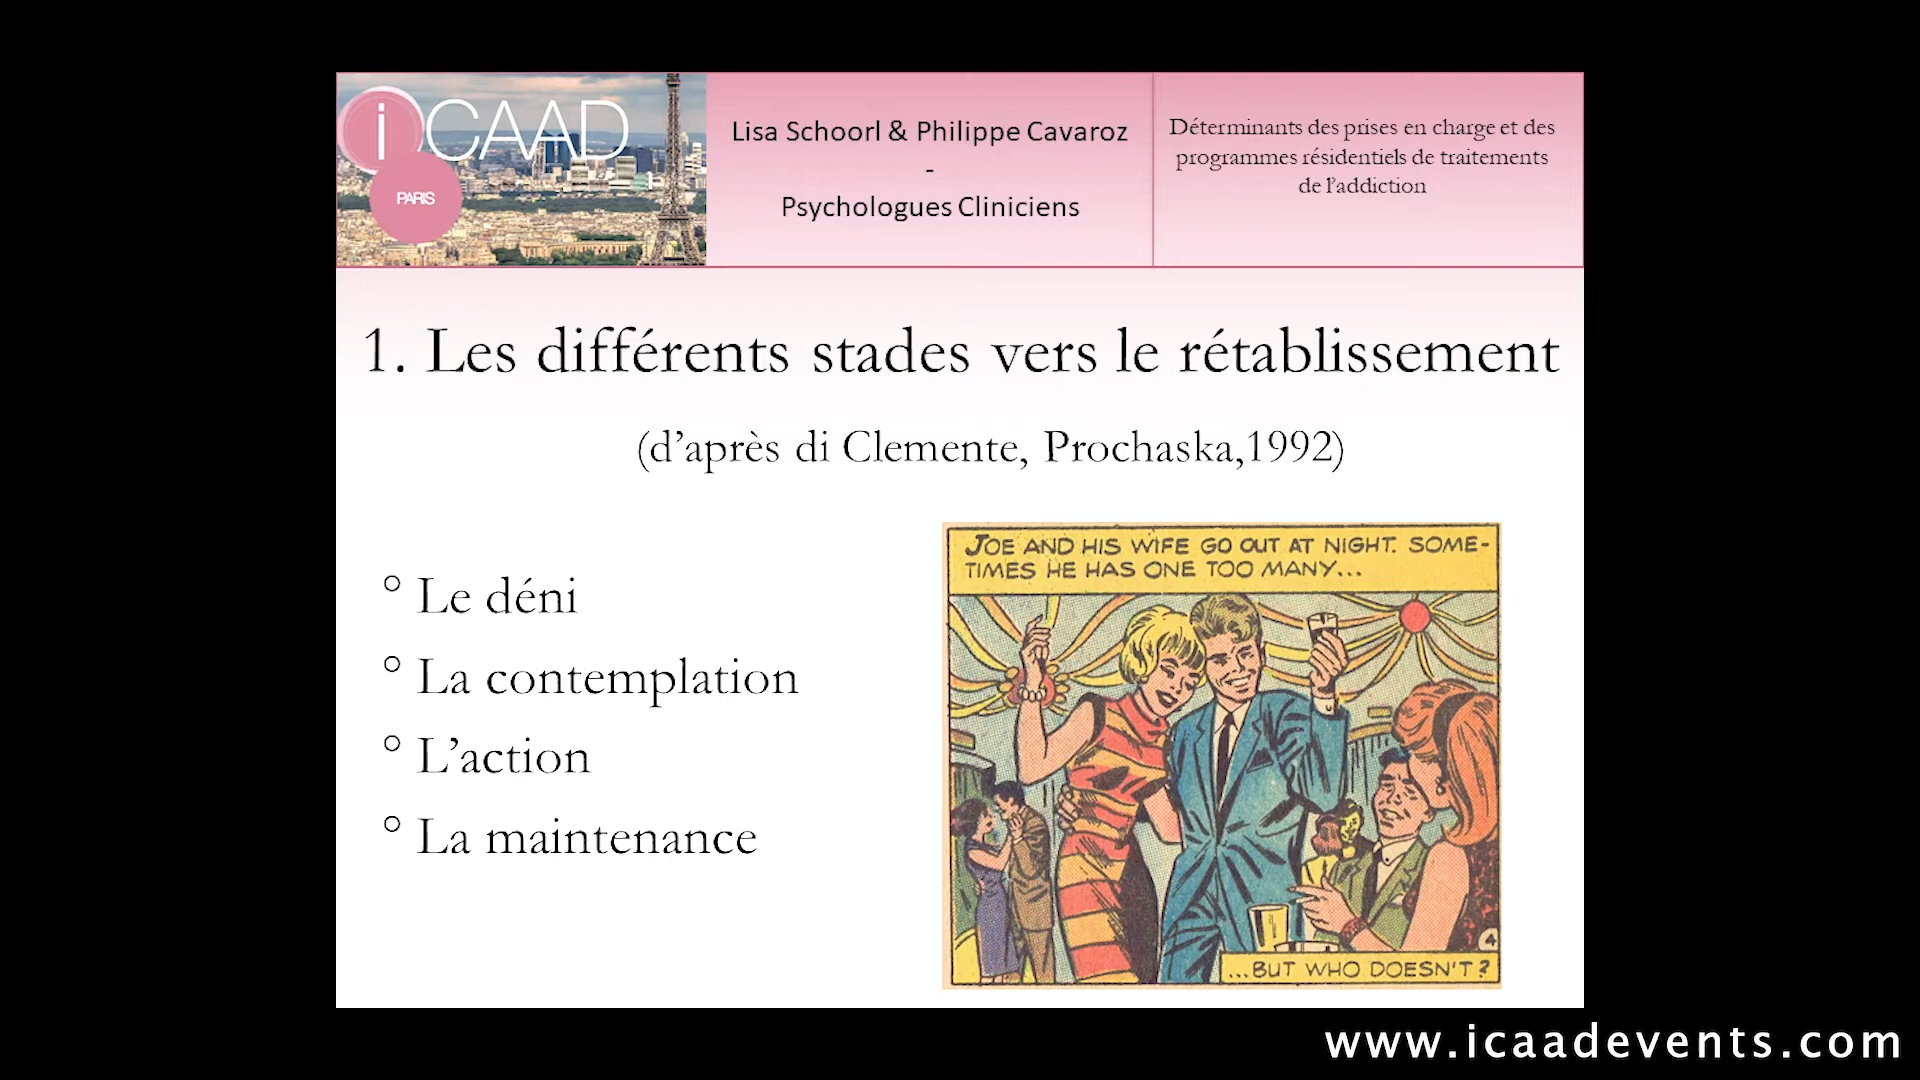 iCAAD
PARIS
Lisa Schoorl & Philippe Cavaroz
-
Psychologues Cliniciens
Déterminants des prises en charge et des
programmes résidentiels de traitements
de l’addiction
1. Les différents stades vers le rétablissement
(d’après di Clemente, Prochaska,1992)
° Le déni
° La contemplation
° L’action
° La maintenance
JOE AND HIS WIFE GO OUT AT NIGHT. SOME-
TIMES HE HAS ONE TOO MANY...
4
...BUT WHO DOESN'T?
www.icaadevents.com